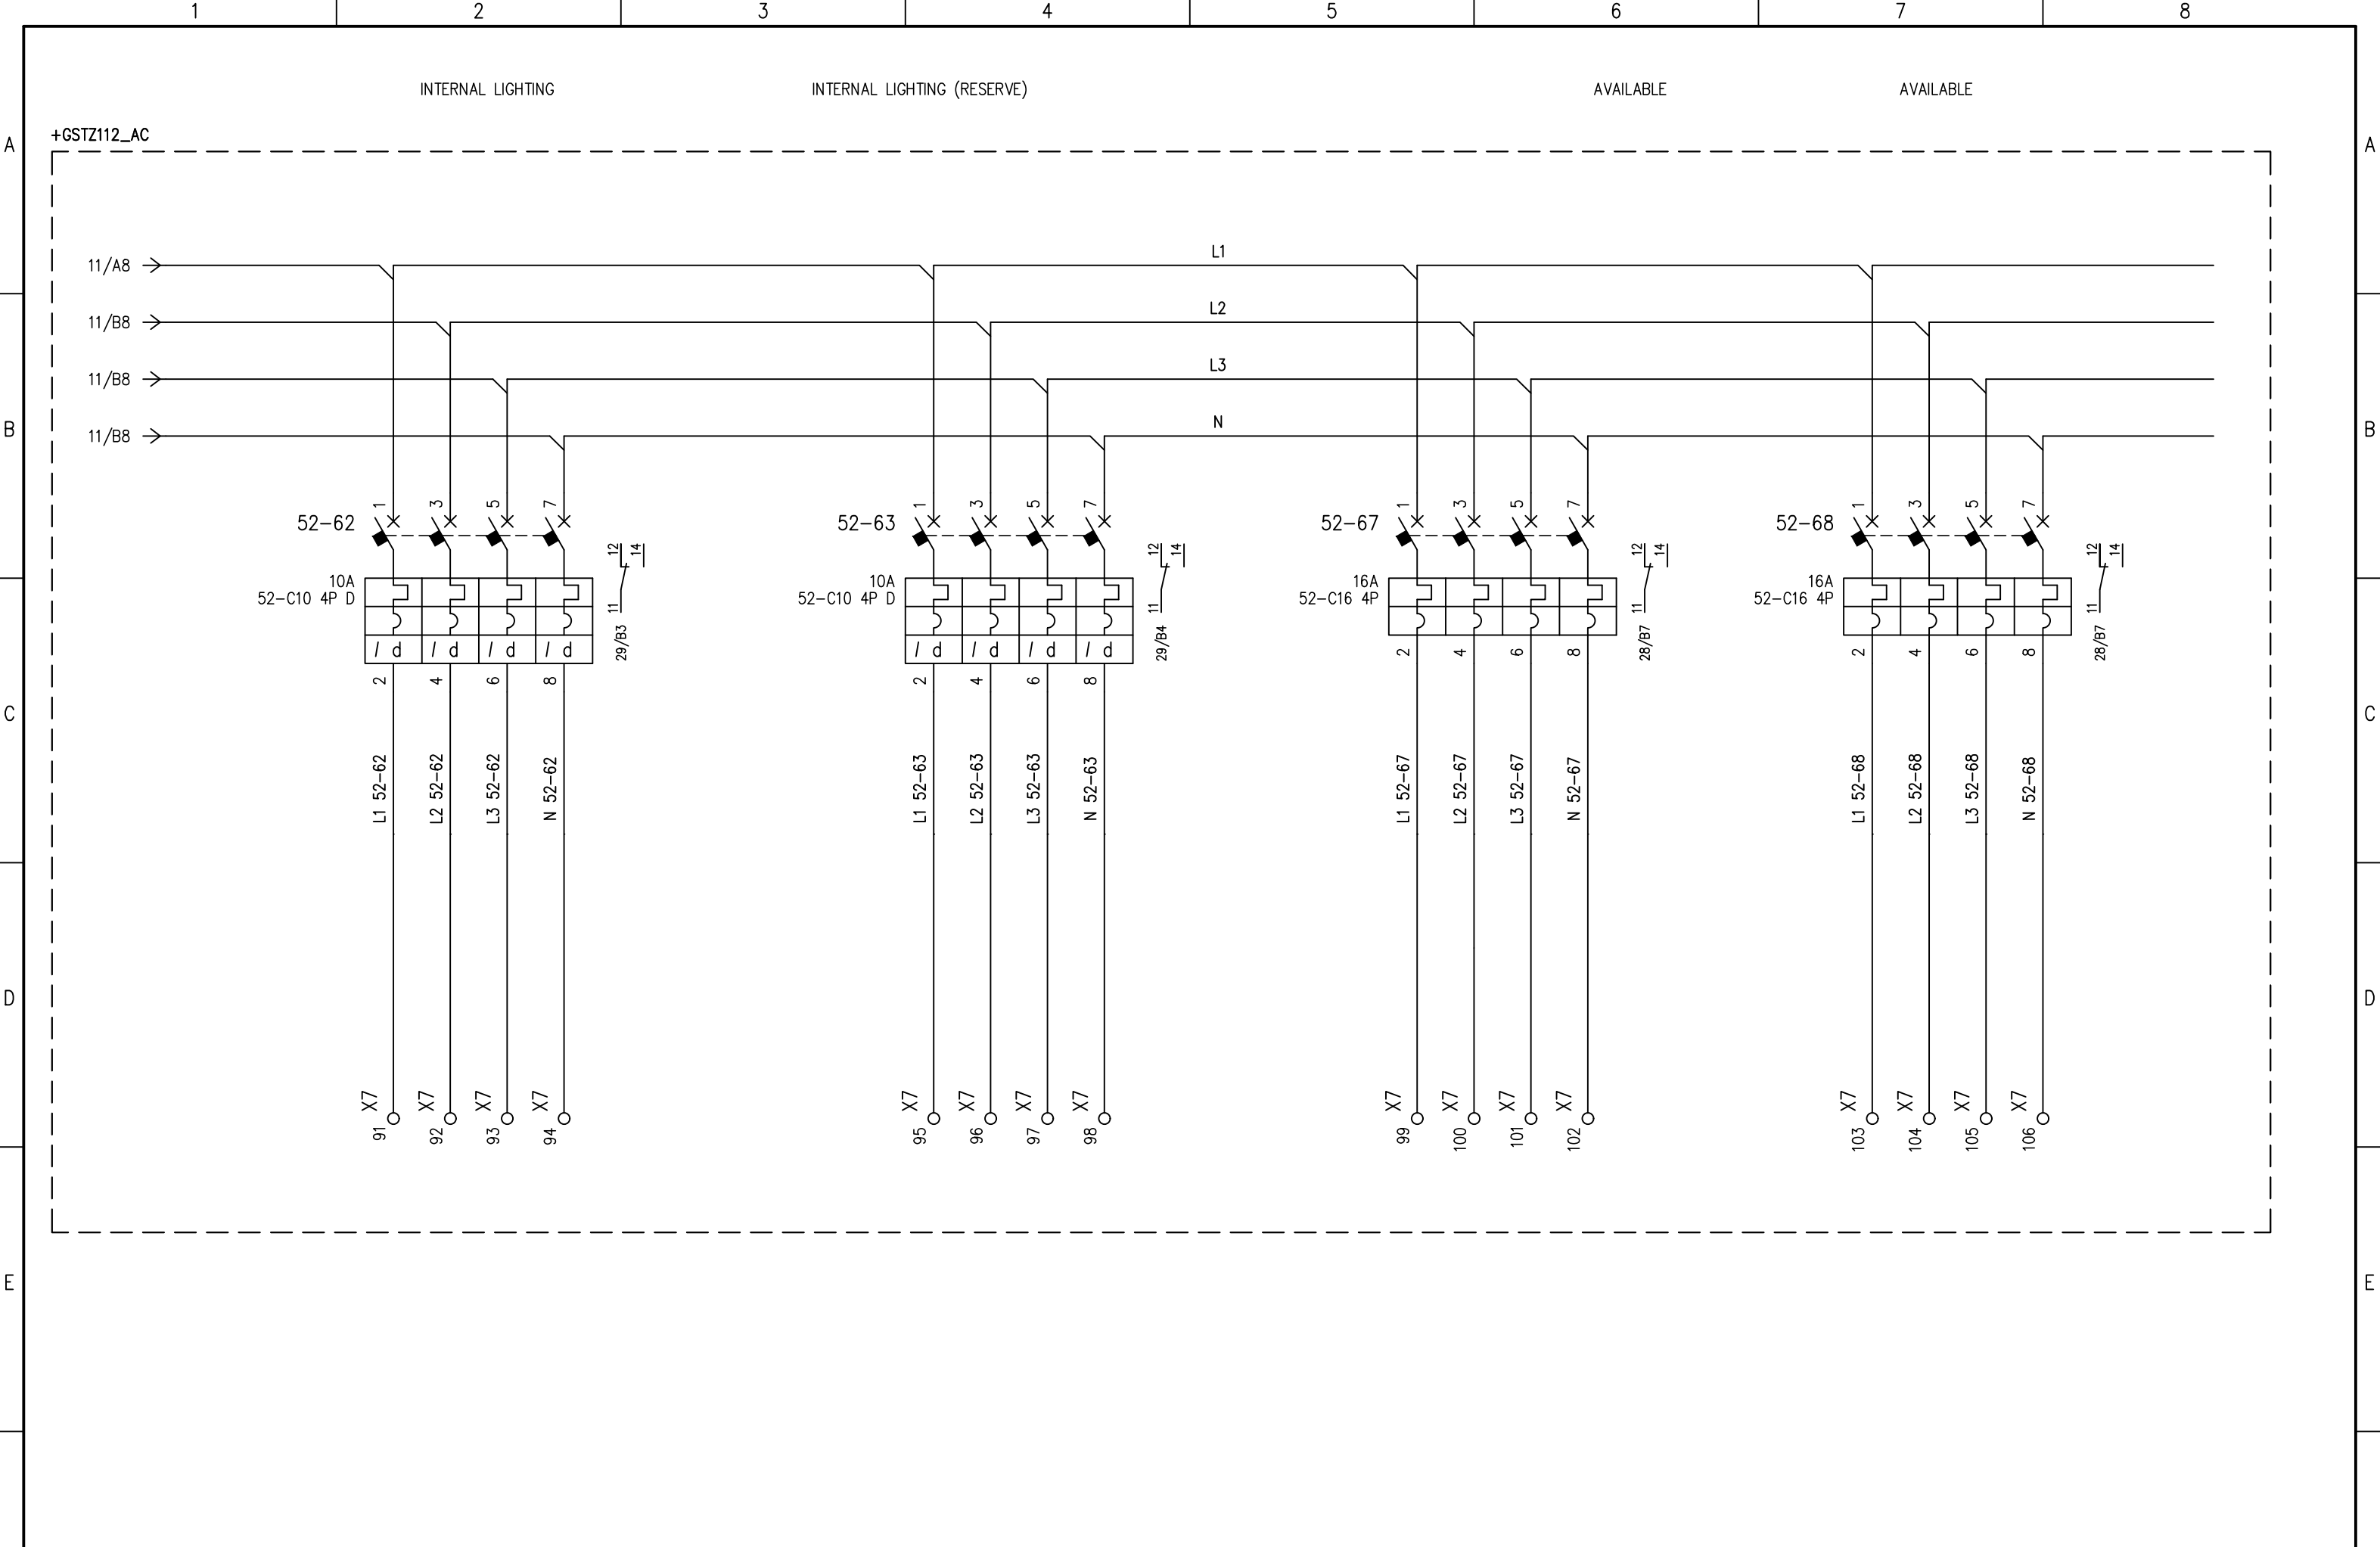 1 2 3 4 5 6 7 8
INTERNAL LIGHTING INTERNAL LIGHTING (RESERVE) AVAILABLE AVAILABLE
+GSTZ112_AC
A A
L1
11/A8
L2
11/B8
L3
11/B8
N
11/B8
B B
1 3 5 7 1 3 5 7 1 3 5 7 1 3 5 7
52-62 52-63 52-67 52-68
12 14 12 14 12 14 12 14
10A 10A 16A 16A
52-C10 4P D 52-C10 4P D 52-C16 4P 52-C16 4P
11 11 11 11
29/B3 29/B4 28/B7 28/B7
I d I d I d I d I d I d I d I d
2 4 6 8 2 4 6 8 2 4 6 8 2 4 6 8
C C
L1 52-62
L2 52-62
L3 52-62
N 52-62
L1 52-63
L2 52-63
L3 52-63
N 52-63
L1 52-67
L2 52-67
L3 52-67
N 52-67
L1 52-68
L2 52-68
L3 52-68
N 52-68
D D
X7 X7 X7 X7 X7 X7 X7 X7 X7 X7 X7 X7 X7 X7 X7 X7
91 92 93 94 95 96 97 98 99 100 101 102 103 104 105 106
E E